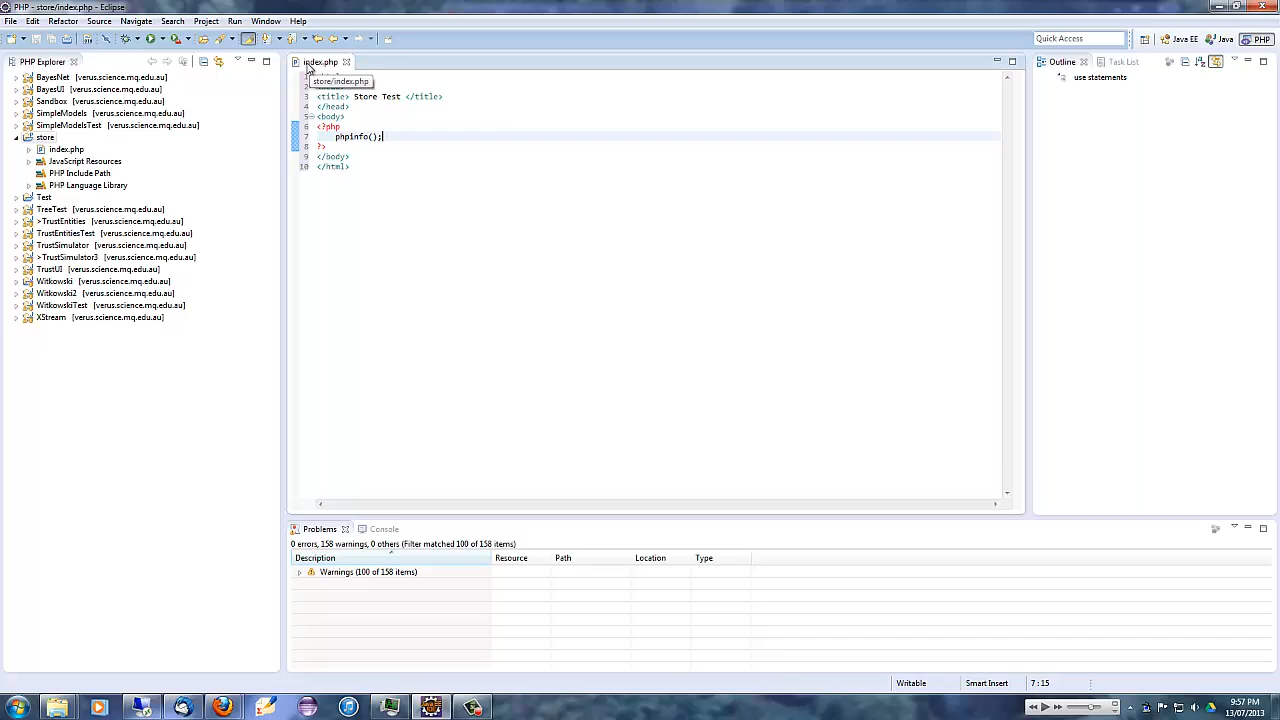 PHP - store/index.php - Eclipse
File Edit Refactor Source Navigate Search Project Run Window Help
Quick Access
Java EE
Java
PHP
PHP Explorer
BayesNet [verus.science.mq.edu.au]
BayesUI [verus.science.mq.edu.au]
Sandbox [verus.science.mq.edu.au]
SimpleModels [verus.science.mq.edu.au]
SimpleModelsTest [verus.science.mq.edu.au]
store
index.php
JavaScript Resources
PHP Include Path
PHP Language Library
Test
TreeTest [verus.science.mq.edu.au]
>TrustEntities [verus.science.mq.edu.au]
TrustEntitiesTest [verus.science.mq.edu.au]
TrustSimulator [verus.science.mq.edu.au]
>TrustSimulator3 [verus.science.mq.edu.au]
TrustUI [verus.science.mq.edu.au]
Witkowski [verus.science.mq.edu.au]
Witkowski2 [verus.science.mq.edu.au]
WitkowskiTest [verus.science.mq.edu.au]
XStream [verus.science.mq.edu.au]
index.php
store/index.php
3 <title> Store Test </title>
4 </head>
5 <body>
6 <?php
7 phpinfo();
8 ?>
9 </body>
10 </html>
Outline
Task List
use statements
Problems
Console
0 errors, 158 warnings, 0 others (Filter matched 100 of 158 items)
Description Resource Path Location Type
Warnings (100 of 158 items)
Writable
Smart Insert
7 : 15
9:57 PM
13/07/2013